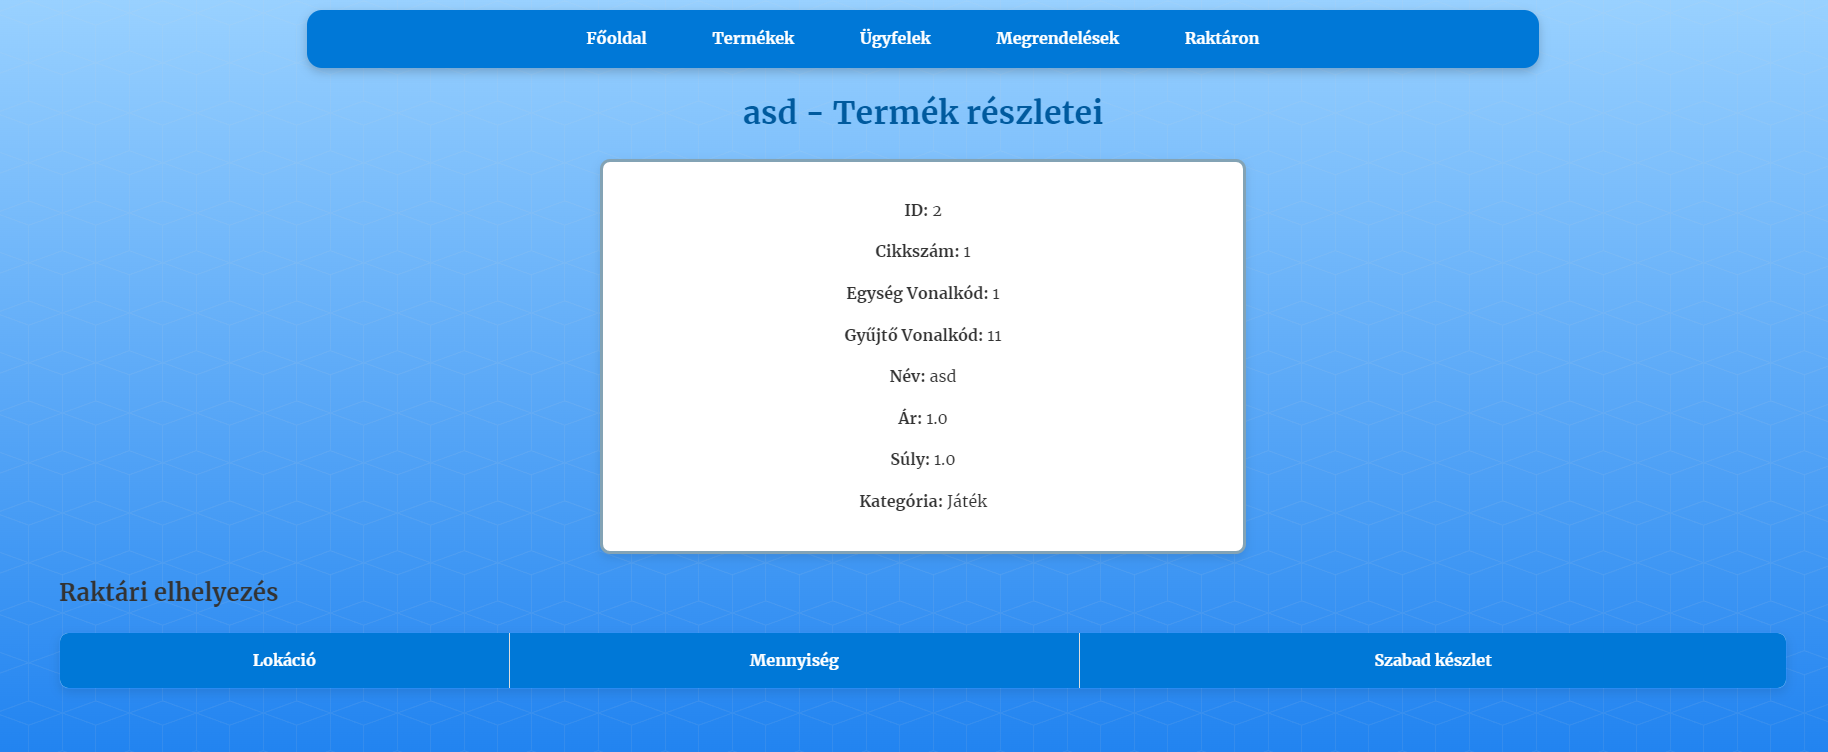 Főoldal Termékek Ügyfelek Megrendelések Raktáron
asd - Termék részletei
ID: 2
Cikkszám: 1
Egység Vonalkód: 1
Gyűjtő Vonalkód: 11
Név: asd
Ár: 1.0
Súly: 1.0
Kategória: Játék
Raktári elhelyezés
Lokáció Mennyiség Szabad készlet